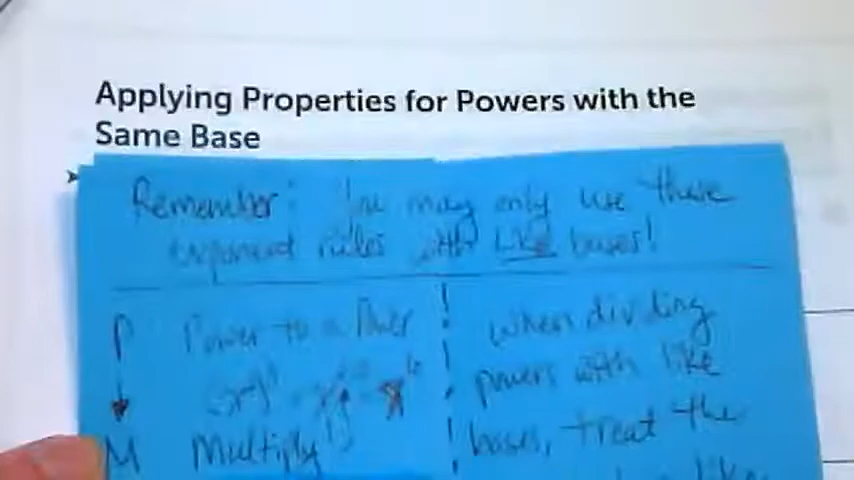 Applying Properties for Powers with the
Same Base
Remember: You may only use these
exponent rules with Like bases!
P Power to a Power
M Multiply
when dividing
powers with like
bases, treat the
like